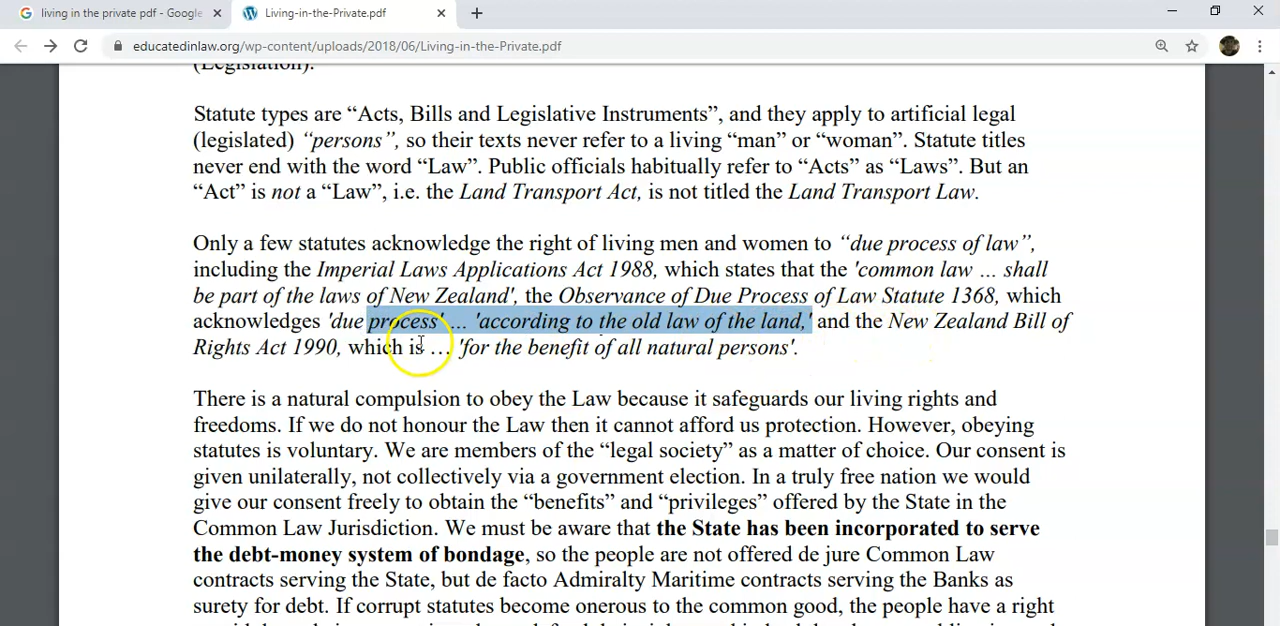 living in the private pdf - Google
Living-in-the-Private.pdf
educatedinlaw.org/wp-content/uploads/2018/06/Living-in-the-Private.pdf
(Legislation).
Statute types are “Acts, Bills and Legislative Instruments”, and they apply to artificial legal
(legislated) “persons”, so their texts never refer to a living “man” or “woman”. Statute titles
never end with the word “Law”. Public officials habitually refer to “Acts” as “Laws”. But an
“Act” is not a “Law”, i.e. the Land Transport Act, is not titled the Land Transport Law.
Only a few statutes acknowledge the right of living men and women to “due process of law”,
including the Imperial Laws Applications Act 1988, which states that the 'common law ... shall
be part of the laws of New Zealand', the Observance of Due Process of Law Statute 1368, which
acknowledges 'due process' ... 'according to the old law of the land,' and the New Zealand Bill of
Rights Act 1990, which is ... 'for the benefit of all natural persons'.
There is a natural compulsion to obey the Law because it safeguards our living rights and
freedoms. If we do not honour the Law then it cannot afford us protection. However, obeying
statutes is voluntary. We are members of the “legal society” as a matter of choice. Our consent is
given unilaterally, not collectively via a government election. In a truly free nation we would
give our consent freely to obtain the “benefits” and “privileges” offered by the State in the
Common Law Jurisdiction. We must be aware that the State has been incorporated to serve
the debt-money system of bondage, so the people are not offered de jure Common Law
contracts serving the State, but de facto Admiralty Maritime contracts serving the Banks as
surety for debt. If corrupt statutes become onerous to the common good, the people have a right